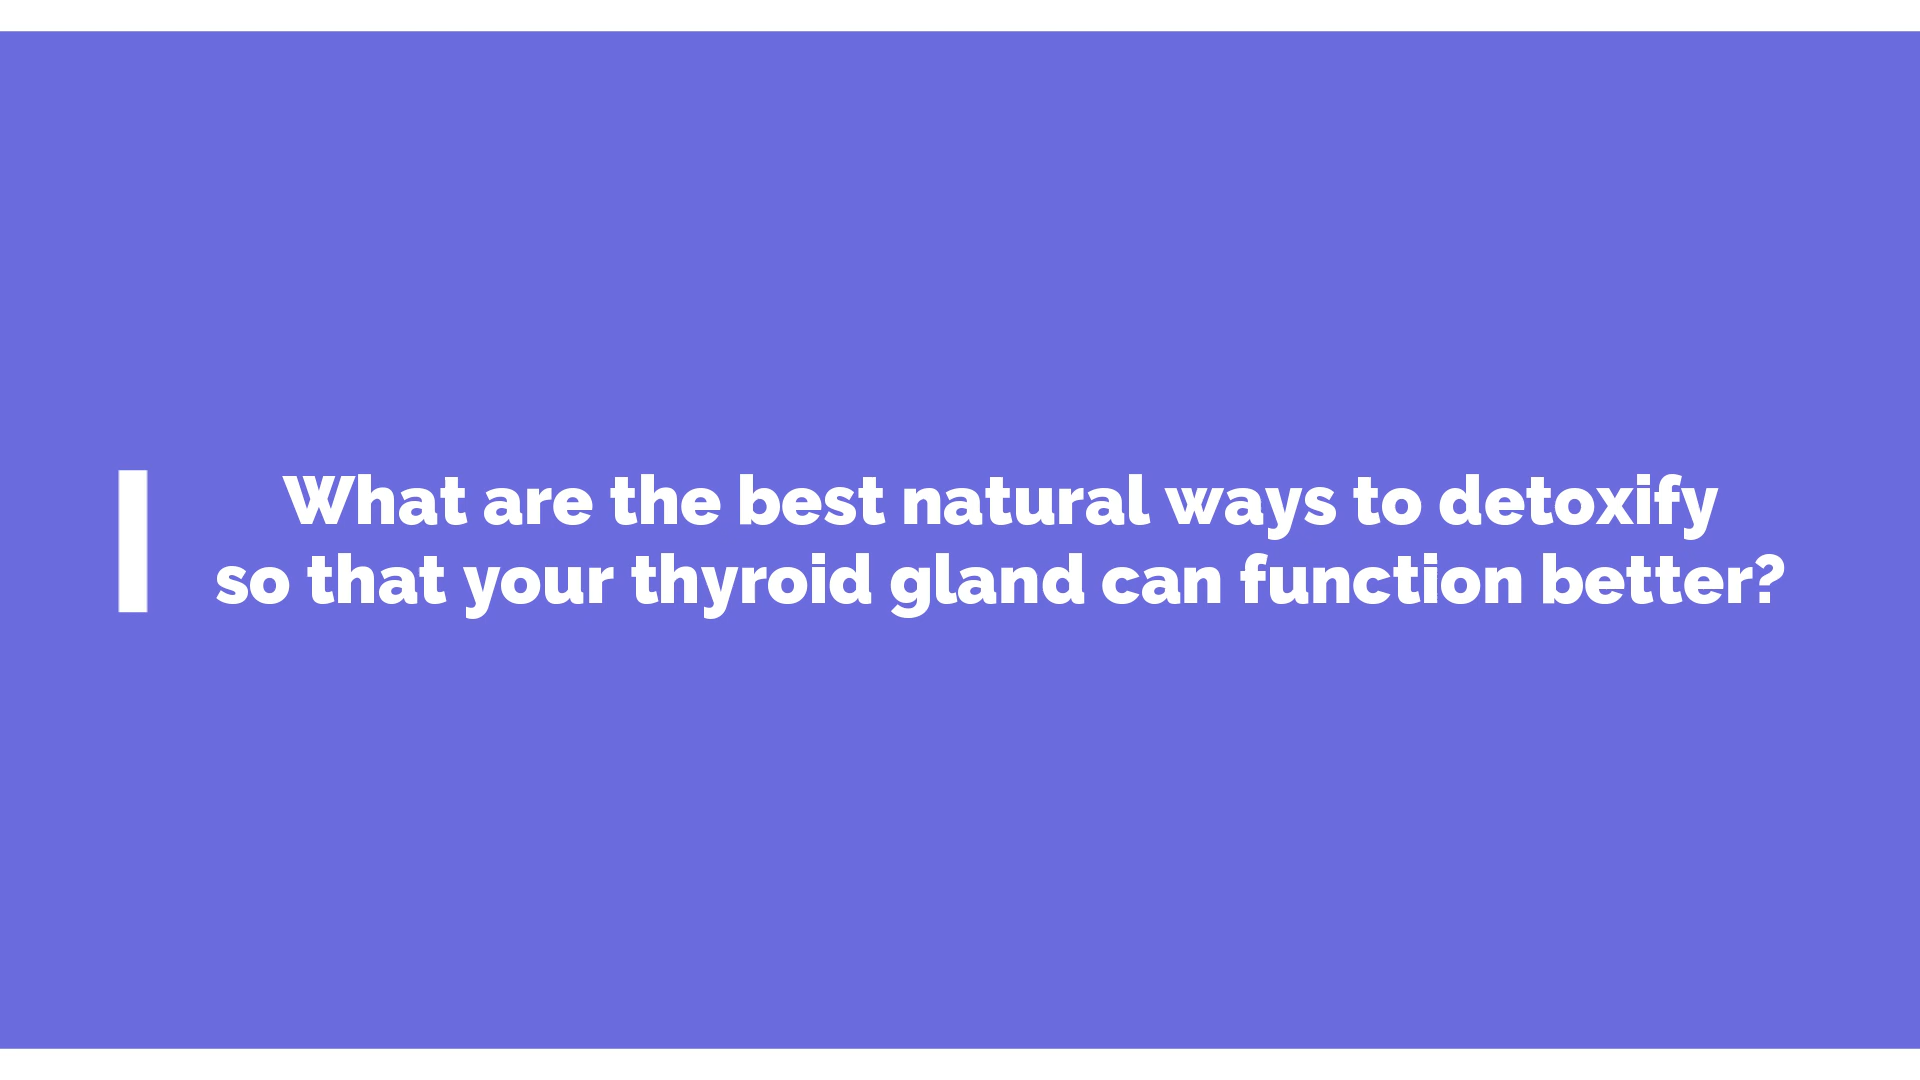 What are the best natural ways to detoxify
so that your thyroid gland can function better?